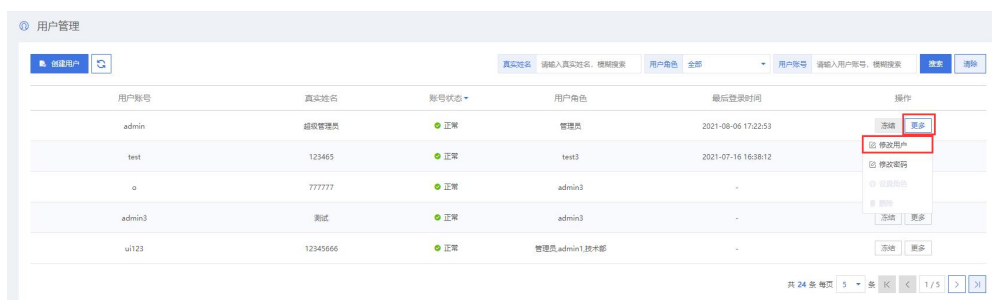 用户管理
创建用户 真实姓名 请输入真实姓名，模糊搜索 用户角色 全部 用户账号 请输入用户账号，模糊搜索 搜索 清除
用户账号 真实姓名 账号状态 用户角色 最后登录时间 操作
admin 超级管理员 正常 管理员 2021-08-06 17:22:53 冻结 更多
修改用户
test 123465 正常 test3 2021-07-16 16:38:12
修改密码
o 777777 正常 admin3 -
删除
admin3 测试 正常 admin3 - 冻结 更多
ui123 12345666 正常 管理员,admin1,技术部 - 冻结 更多
共 24 条 每页 5 条 1 / 5